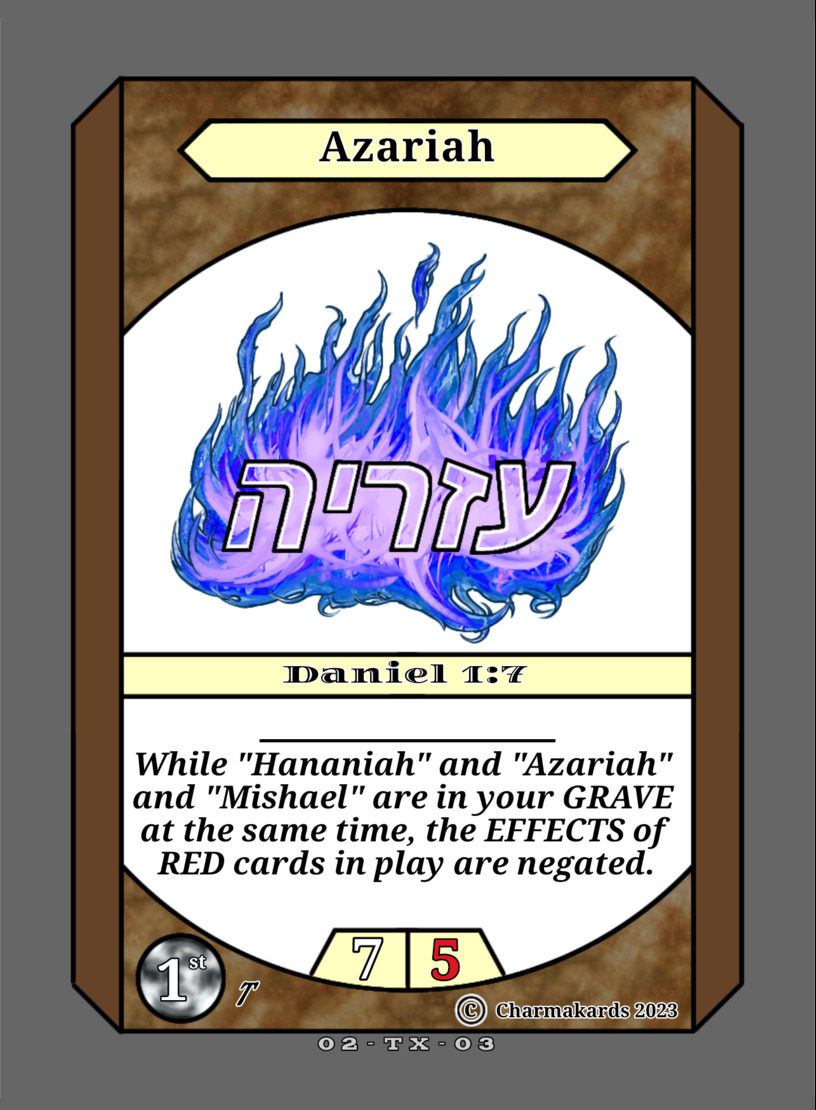 Azariah
עזריה
Daniel 1:7
While "Hananiah" and "Azariah"
and "Mishael" are in your GRAVE
at the same time, the EFFECTS of
RED cards in play are negated.
7 5
1st T
© Charmakards 2023
02-TX-03